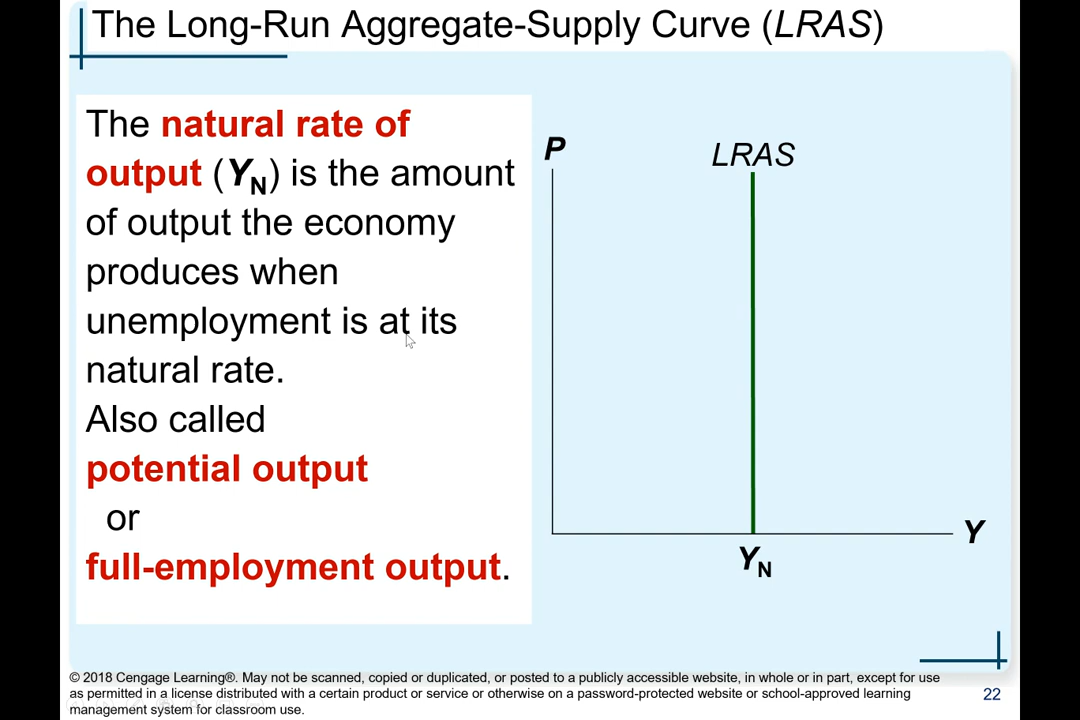 The Long-Run Aggregate-Supply Curve (LRAS)
The natural rate of
output (YN) is the amount
of output the economy
produces when
unemployment is at its
natural rate.
Also called
potential output
or
full-employment output.
P
LRAS
Y
YN
© 2018 Cengage Learning®. May not be scanned, copied or duplicated, or posted to a publicly accessible website, in whole or in part, except for use
as permitted in a license distributed with a certain product or service or otherwise on a password-protected website or school-approved learning
management system for classroom use.
22